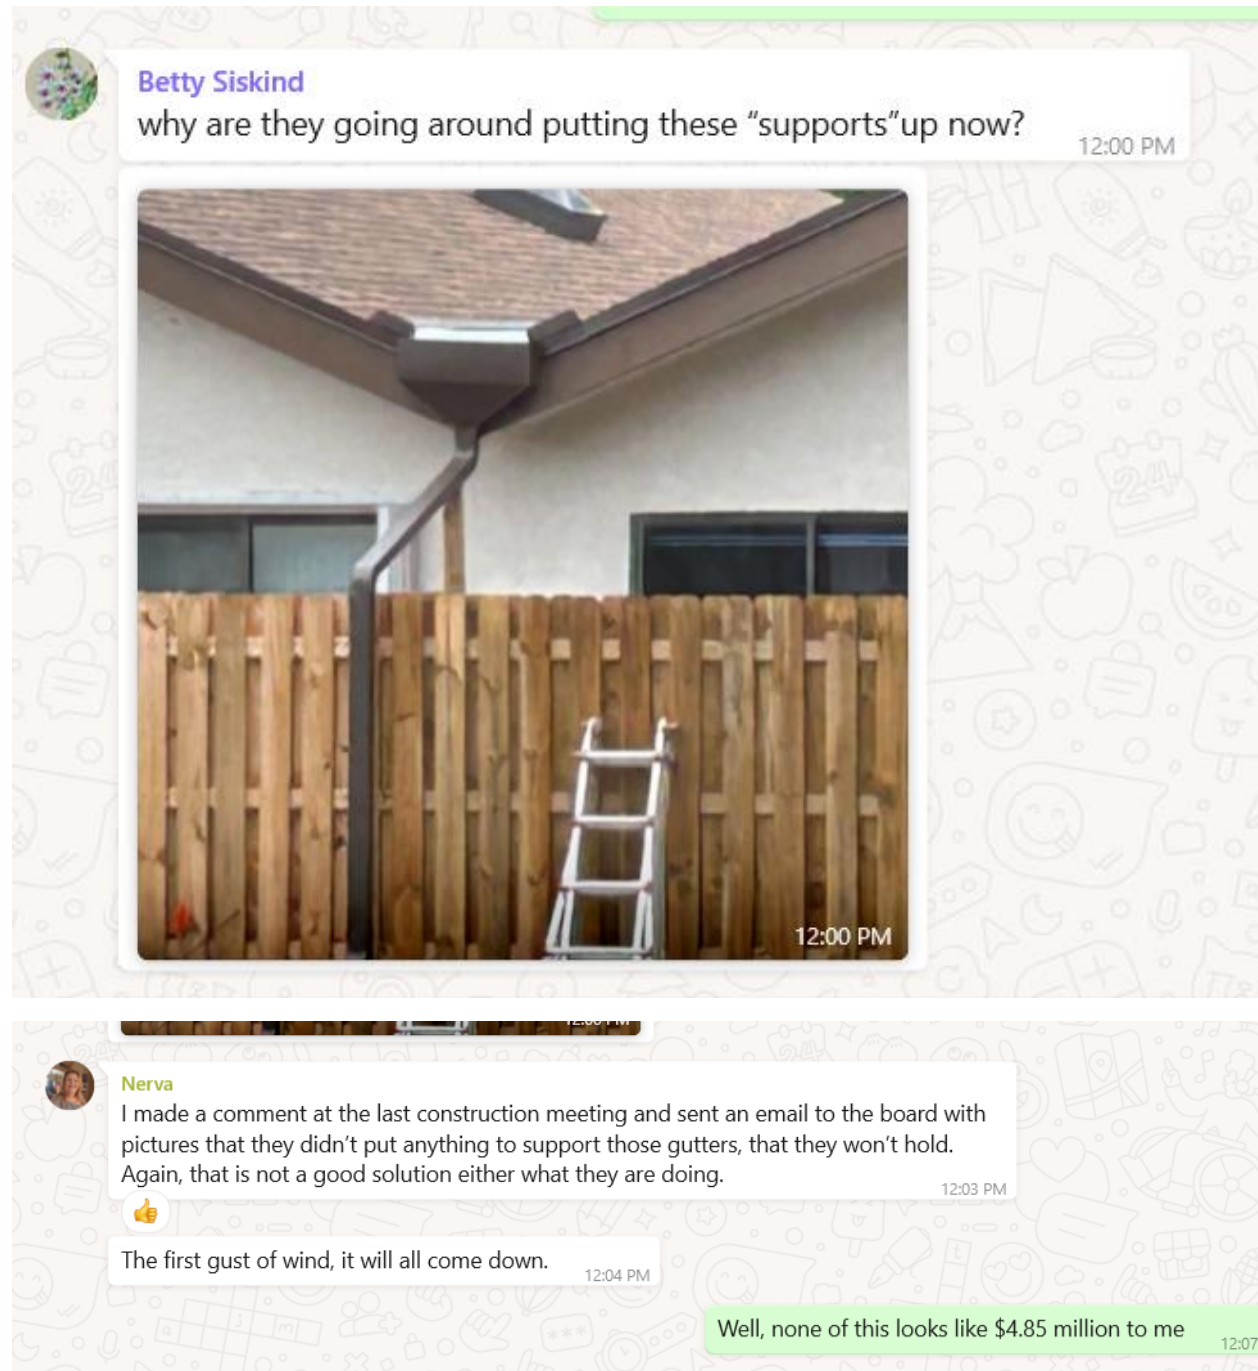 Betty Siskind
why are they going around putting these “supports”up now?
12:00 PM
12:00 PM
Nerva
I made a comment at the last construction meeting and sent an email to the board with
pictures that they didn’t put anything to support those gutters, that they won’t hold.
Again, that is not a good solution either what they are doing.
12:03 PM
The first gust of wind, it will all come down.
12:04 PM
Well, none of this looks like $4.85 million to me
12:07